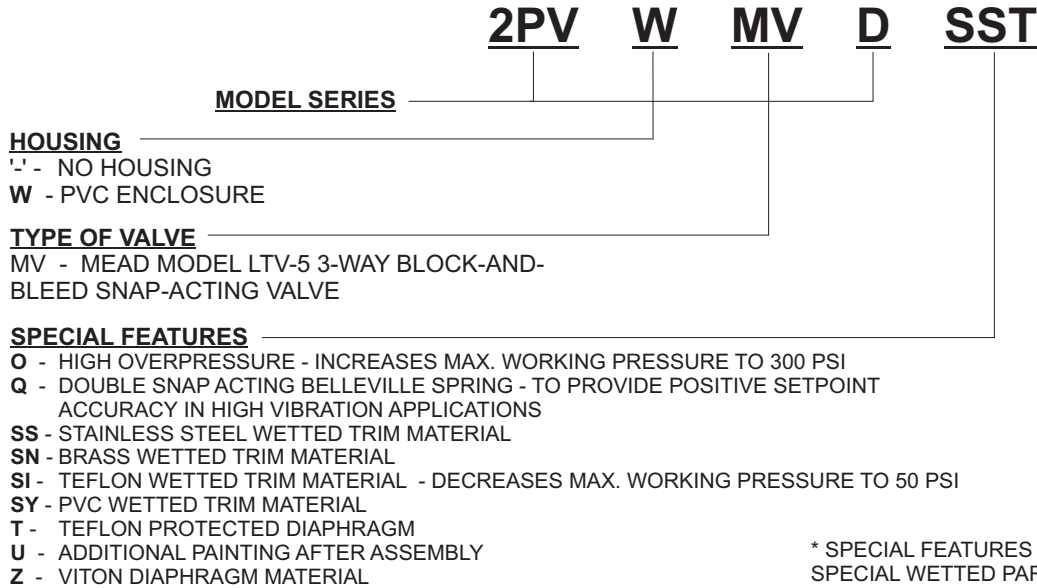 2PV W MV D SST
MODEL SERIES
HOUSING
'-' - NO HOUSING
W - PVC ENCLOSURE
TYPE OF VALVE
MV - MEAD MODEL LTV-5 3-WAY BLOCK-AND-
BLEED SNAP-ACTING VALVE
SPECIAL FEATURES
O - HIGH OVERPRESSURE - INCREASES MAX. WORKING PRESSURE TO 300 PSI
Q - DOUBLE SNAP ACTING BELLEVILLE SPRING - TO PROVIDE POSITIVE SETPOINT
ACCURACY IN HIGH VIBRATION APPLICATIONS
SS - STAINLESS STEEL WETTED TRIM MATERIAL
SN - BRASS WETTED TRIM MATERIAL
SI - TEFLON WETTED TRIM MATERIAL - DECREASES MAX. WORKING PRESSURE TO 50 PSI
SY - PVC WETTED TRIM MATERIAL
T - TEFLON PROTECTED DIAPHRAGM
U - ADDITIONAL PAINTING AFTER ASSEMBLY
Z - VITON DIAPHRAGM MATERIAL
* SPECIAL FEATURES
SPECIAL WETTED